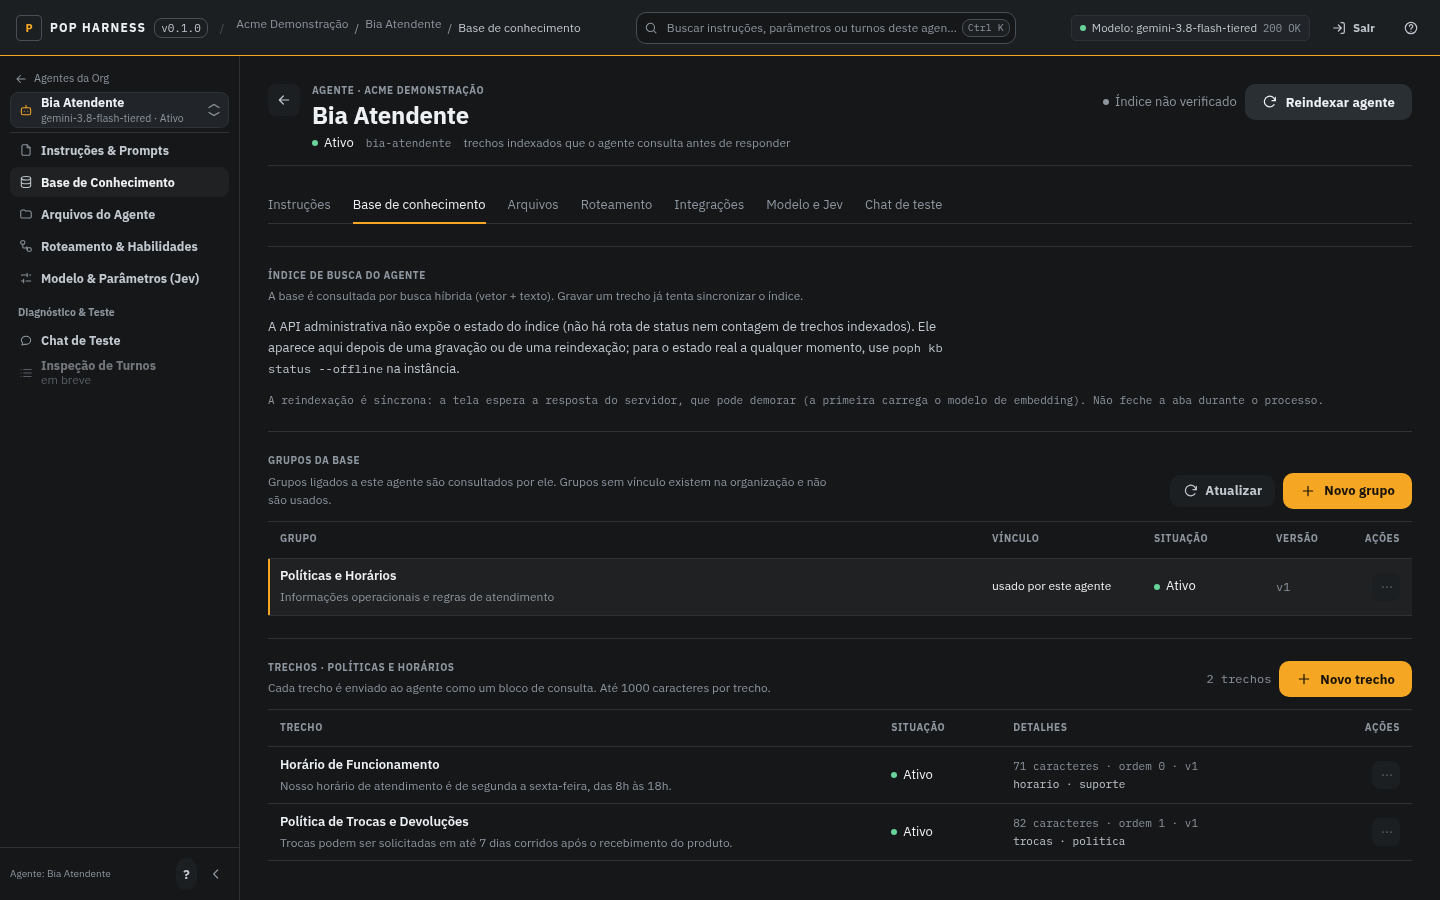 P POP HARNESS v0.1.0 / Acme Demonstração / Bia Atendente / Base de conhecimento
Buscar instruções, parâmetros ou turnos deste agen... Ctrl K
Modelo: gemini-3.8-flash-tiered 200 OK
Sair
Agentes da Org
Bia Atendente
gemini-3.8-flash-tiered · Ativo
Instruções & Prompts
Base de Conhecimento
Arquivos do Agente
Roteamento & Habilidades
Modelo & Parâmetros (Jev)
Diagnóstico & Teste
Chat de Teste
Inspeção de Turnos
em breve
Agente: Bia Atendente ?
AGENTE · ACME DEMONSTRAÇÃO
Bia Atendente
Ativo bia-atendente trechos indexados que o agente consulta antes de responder
Índice não verificado
Reindexar agente
Instruções Base de conhecimento Arquivos Roteamento Integrações Modelo e Jev Chat de teste
ÍNDICE DE BUSCA DO AGENTE
A base é consultada por busca híbrida (vetor + texto). Gravar um trecho já tenta sincronizar o índice.
A API administrativa não expõe o estado do índice (não há rota de status nem contagem de trechos indexados). Ele
aparece aqui depois de uma gravação ou de uma reindexação; para o estado real a qualquer momento, use poph kb
status --offline na instância.
A reindexação é síncrona: a tela espera a resposta do servidor, que pode demorar (a primeira carrega o modelo de embedding). Não feche a aba durante o processo.
GRUPOS DA BASE
Grupos ligados a este agente são consultados por ele. Grupos sem vínculo existem na organização e não
são usados.
Atualizar
Novo grupo
GRUPO VÍNCULO SITUAÇÃO VERSÃO AÇÕES
Políticas e Horários
Informações operacionais e regras de atendimento
usado por este agente Ativo v1 ...
TRECHOS · POLÍTICAS E HORÁRIOS
Cada trecho é enviado ao agente como um bloco de consulta. Até 1000 caracteres por trecho.
2 trechos
Novo trecho
TRECHO SITUAÇÃO DETALHES AÇÕES
Horário de Funcionamento
Nosso horário de atendimento é de segunda a sexta-feira, das 8h às 18h.
Ativo
71 caracteres · ordem 0 · v1
horario · suporte
...
Política de Trocas e Devoluções
Trocas podem ser solicitadas em até 7 dias corridos após o recebimento do produto.
Ativo
82 caracteres · ordem 1 · v1
trocas · politica
...